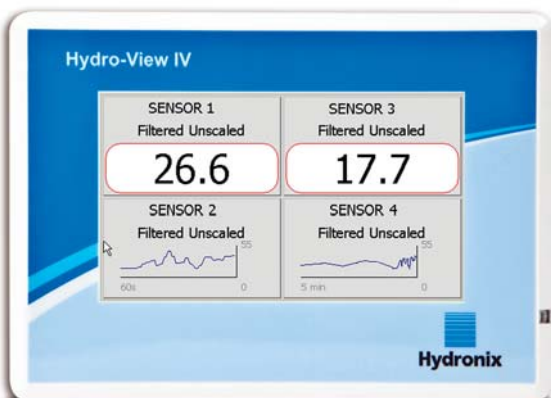 Hydro-View IV
SENSOR 1
Filtered Unscaled
26.6
SENSOR 3
Filtered Unscaled
17.7
SENSOR 2
Filtered Unscaled
55
60s
0
SENSOR 4
Filtered Unscaled
55
5 min
0
Hydronix